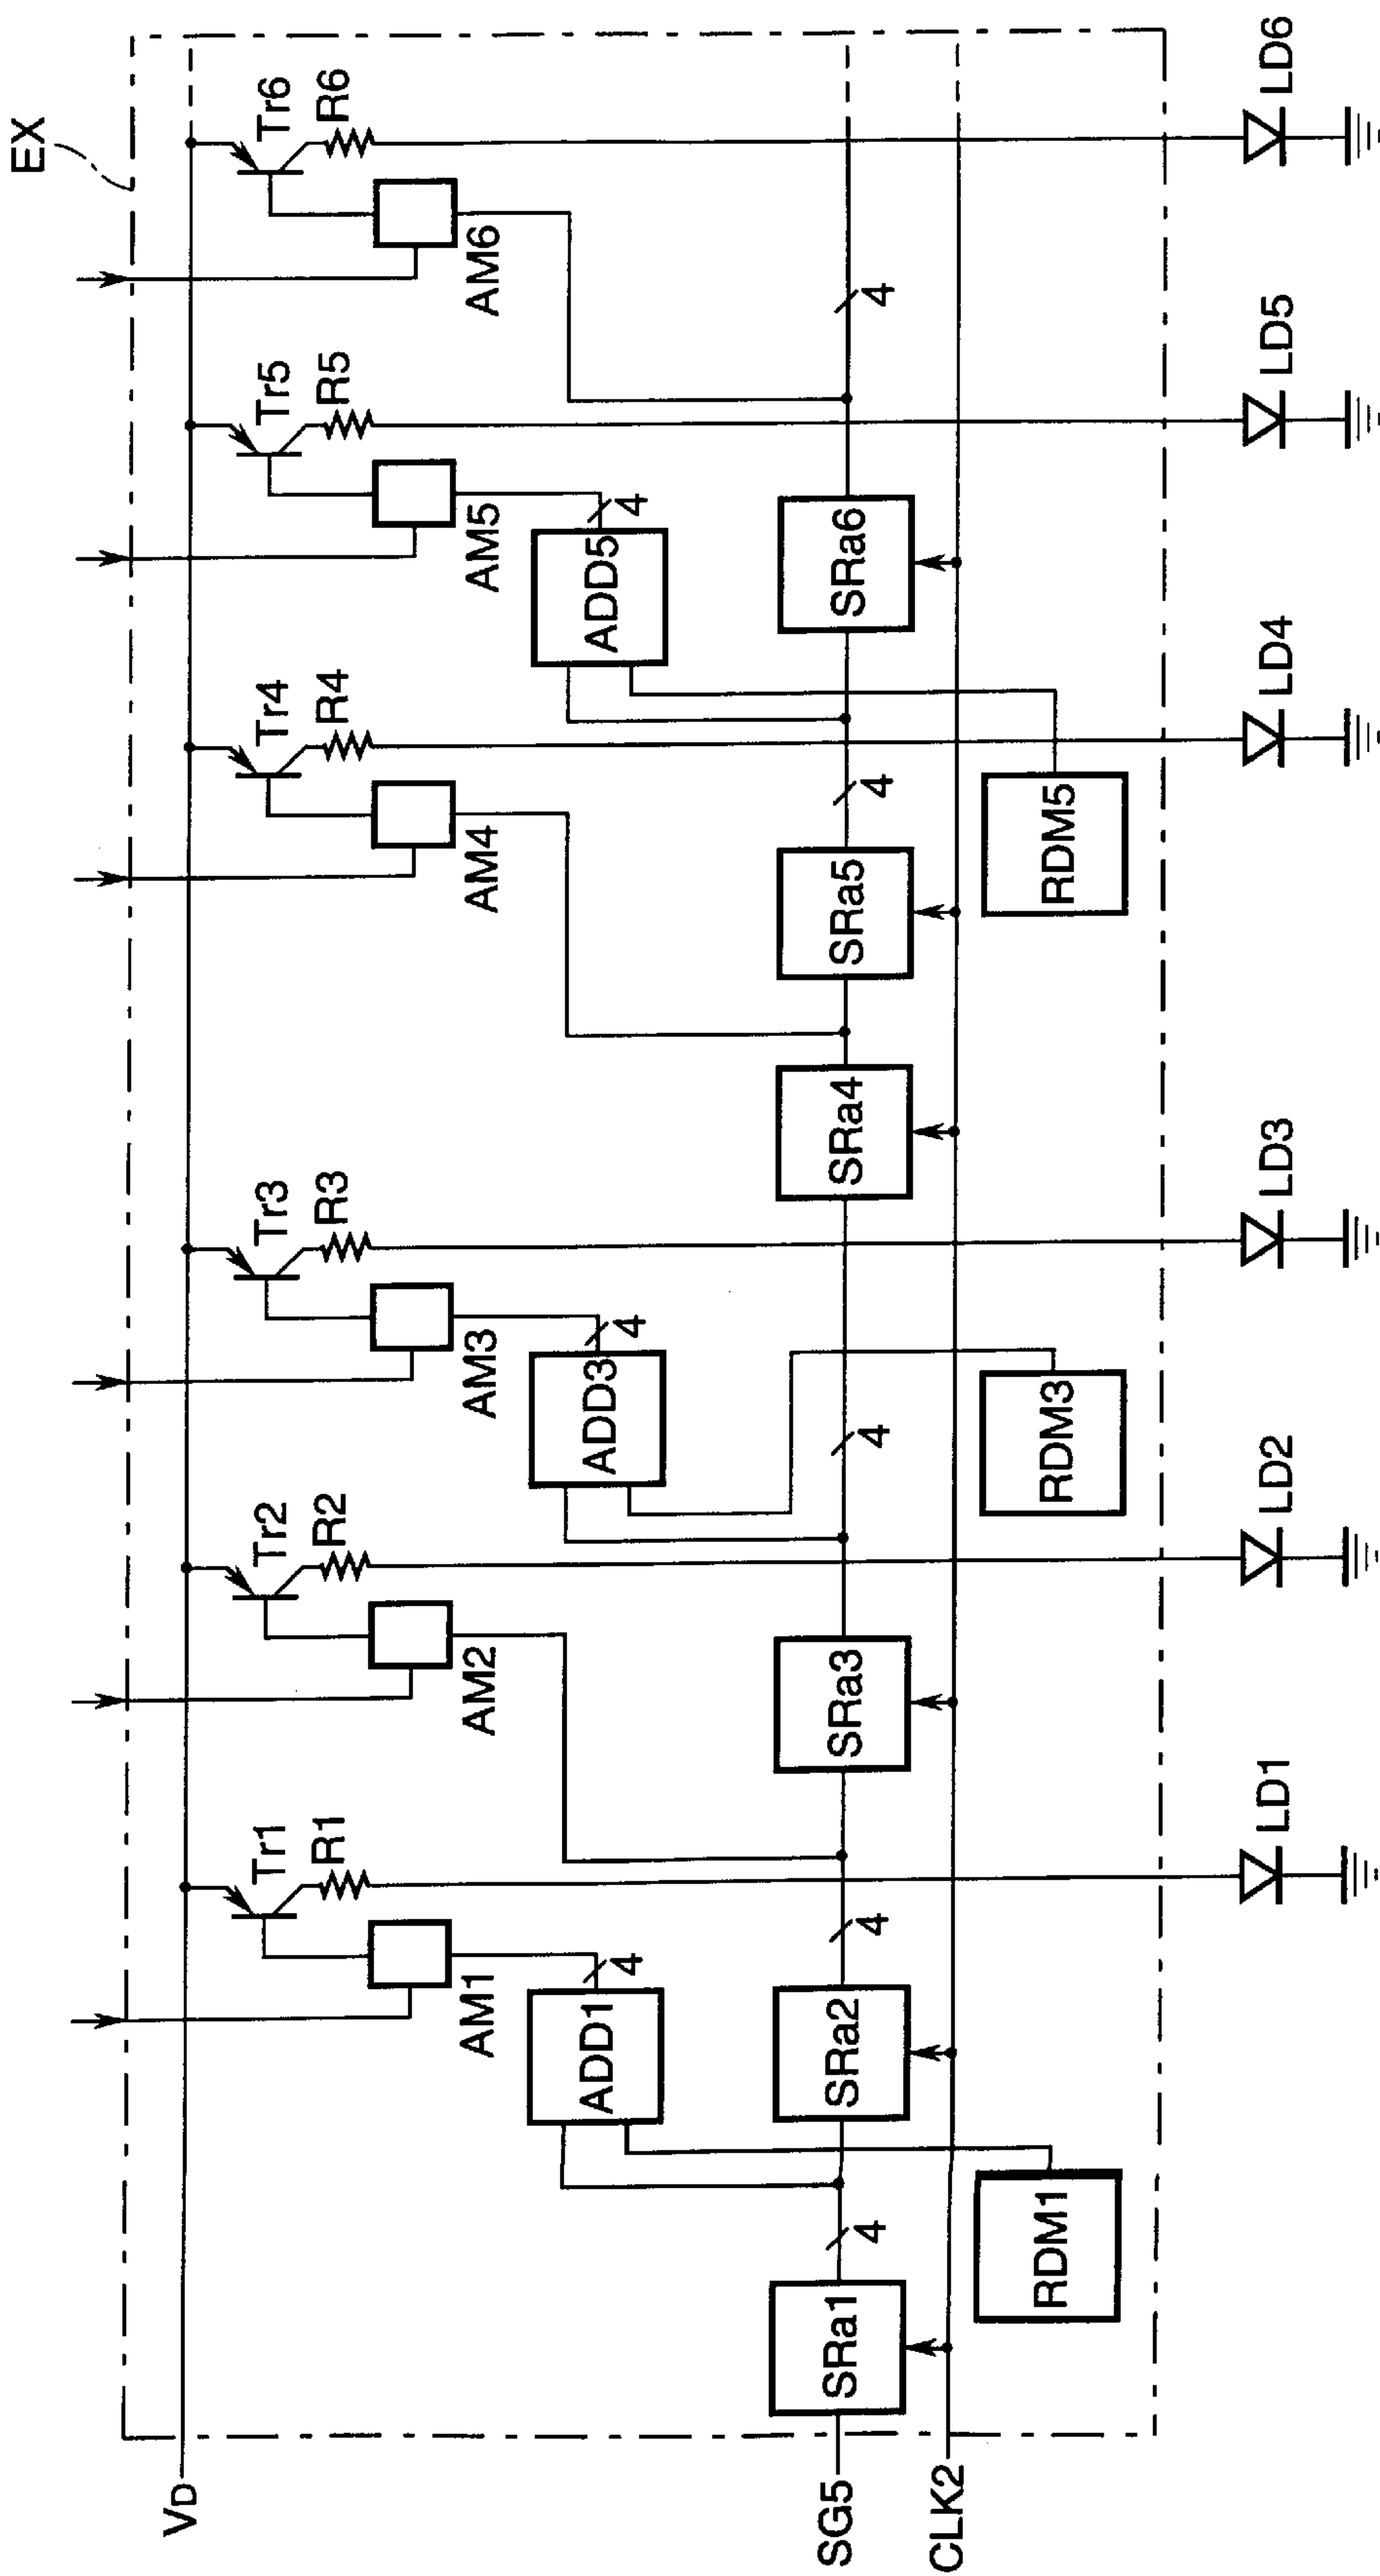 EX
VD
Tr1
R1
Tr2
R2
Tr3
R3
Tr4
R4
Tr5
R5
Tr6
R6
AM1
AM2
AM3
AM4
AM5
AM6
ADD1
4
ADD3
4
ADD5
4
SG5
SRa1
4
SRa2
4
SRa3
4
SRa4
SRa5
4
SRa6
4
CLK2
RDM1
RDM3
RDM5
LD1
LD2
LD3
LD4
LD5
LD6